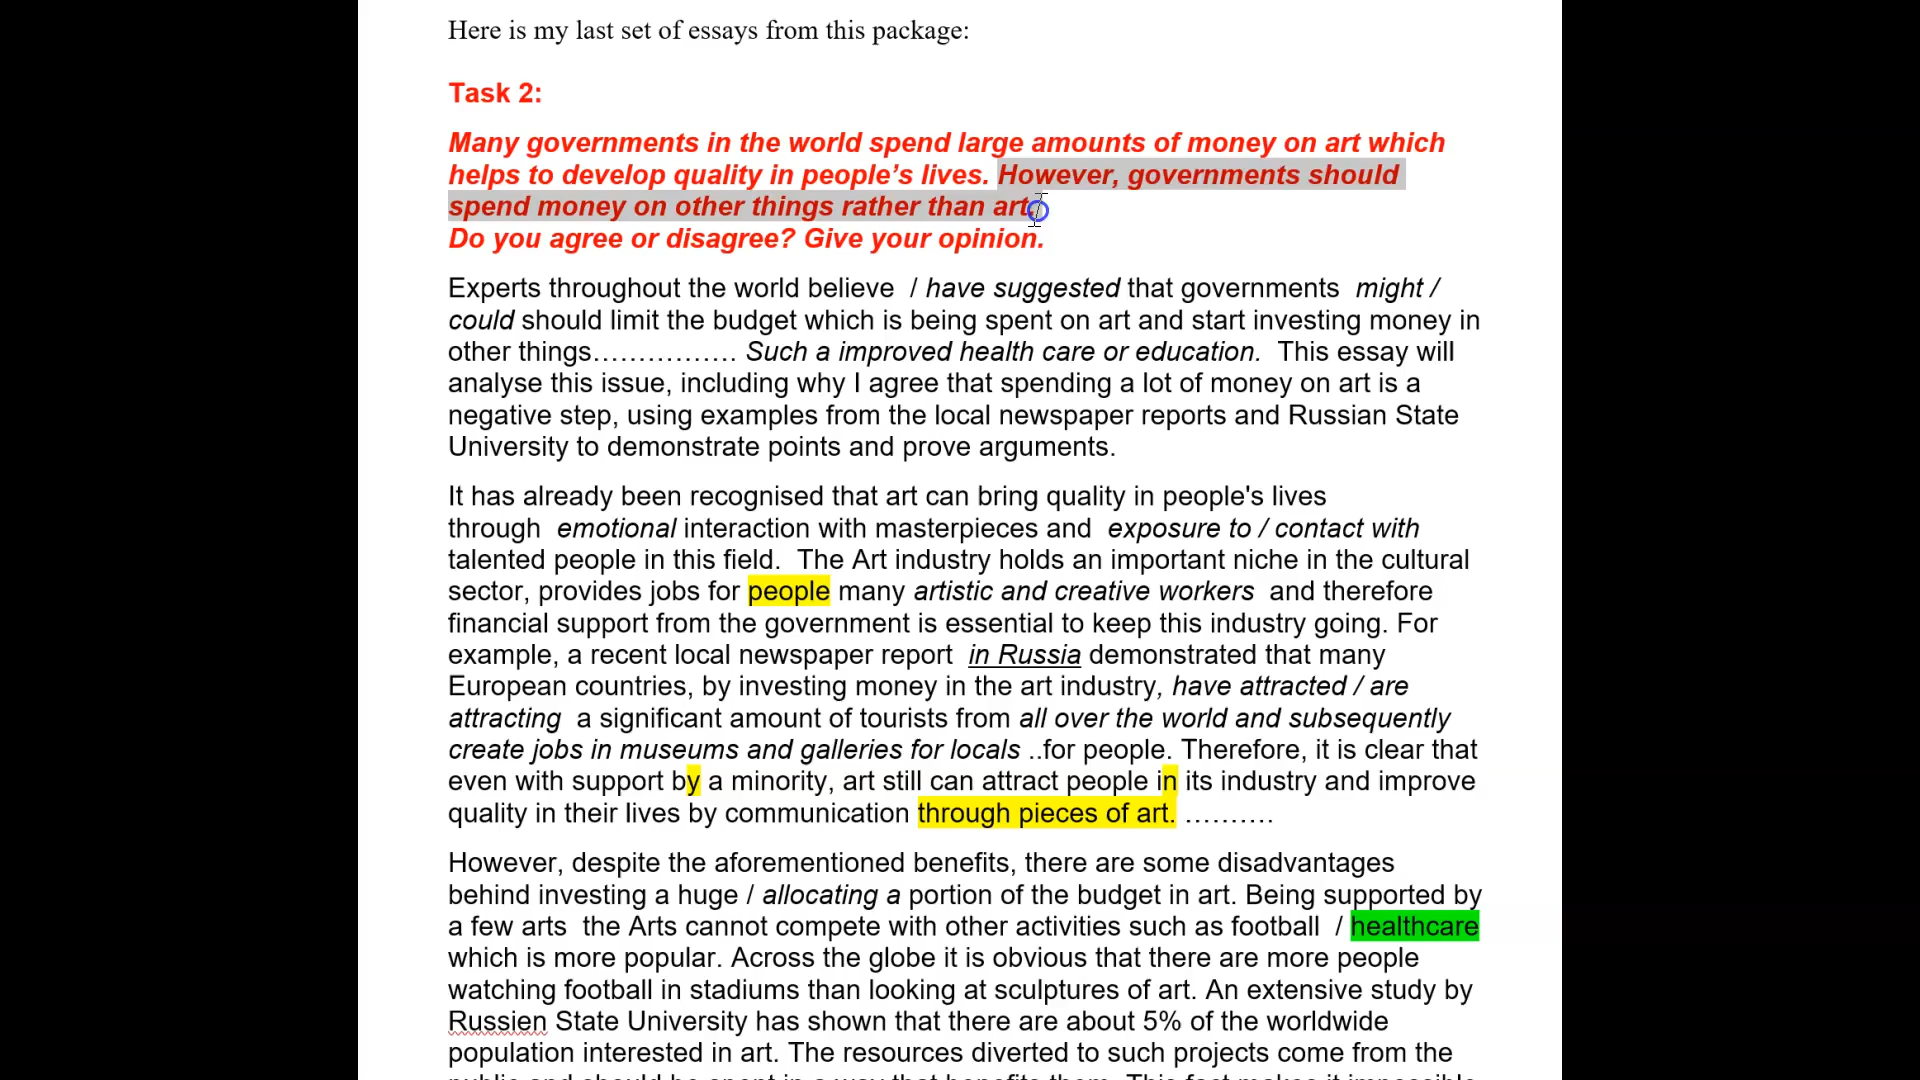 Here is my last set of essays from this package:
Task 2:
Many governments in the world spend large amounts of money on art which
helps to develop quality in people’s lives. However, governments should
spend money on other things rather than art.
Do you agree or disagree? Give your opinion.
Experts throughout the world believe / have suggested that governments might /
could should limit the budget which is being spent on art and start investing money in
other things……………. Such a improved health care or education. This essay will
analyse this issue, including why I agree that spending a lot of money on art is a
negative step, using examples from the local newspaper reports and Russian State
University to demonstrate points and prove arguments.
It has already been recognised that art can bring quality in people's lives
through emotional interaction with masterpieces and exposure to / contact with
talented people in this field. The Art industry holds an important niche in the cultural
sector, provides jobs for people many artistic and creative workers and therefore
financial support from the government is essential to keep this industry going. For
example, a recent local newspaper report in Russia demonstrated that many
European countries, by investing money in the art industry, have attracted / are
attracting a significant amount of tourists from all over the world and subsequently
create jobs in museums and galleries for locals ..for people. Therefore, it is clear that
even with support by a minority, art still can attract people in its industry and improve
quality in their lives by communication through pieces of art. ……….
However, despite the aforementioned benefits, there are some disadvantages
behind investing a huge / allocating a portion of the budget in art. Being supported by
a few arts the Arts cannot compete with other activities such as football / healthcare
which is more popular. Across the globe it is obvious that there are more people
watching football in stadiums than looking at sculptures of art. An extensive study by
Russien State University has shown that there are about 5% of the worldwide
population interested in art. The resources diverted to such projects come from the
public and should be spent in a way that benefits them. This fact makes it impossible